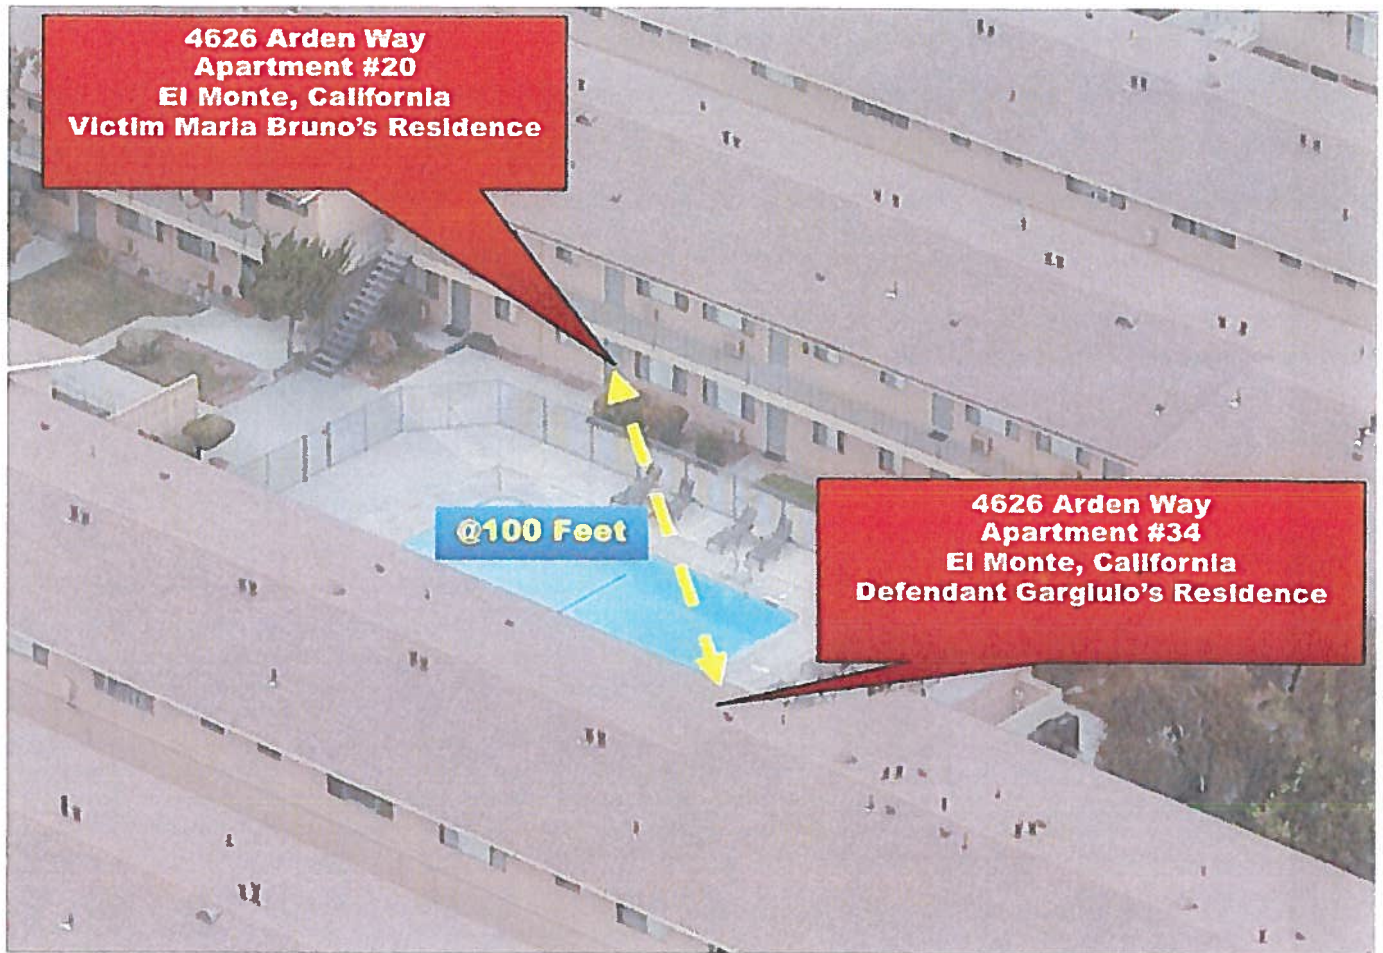 4626 Arden Way
Apartment #20
El Monte, California
Victim Maria Bruno's Residence
@100 Feet
4626 Arden Way
Apartment #34
El Monte, California
Defendant Gargiulo's Residence